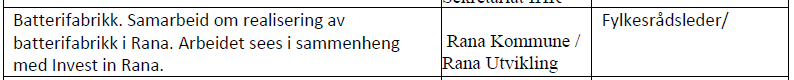 Batterifabrikk. Samarbeid om realisering av
batterifabrikk i Rana. Arbeidet sees i sammenheng
med Invest in Rana.
Rana Kommune /
Rana Utvikling
Fylkesrådsleder/